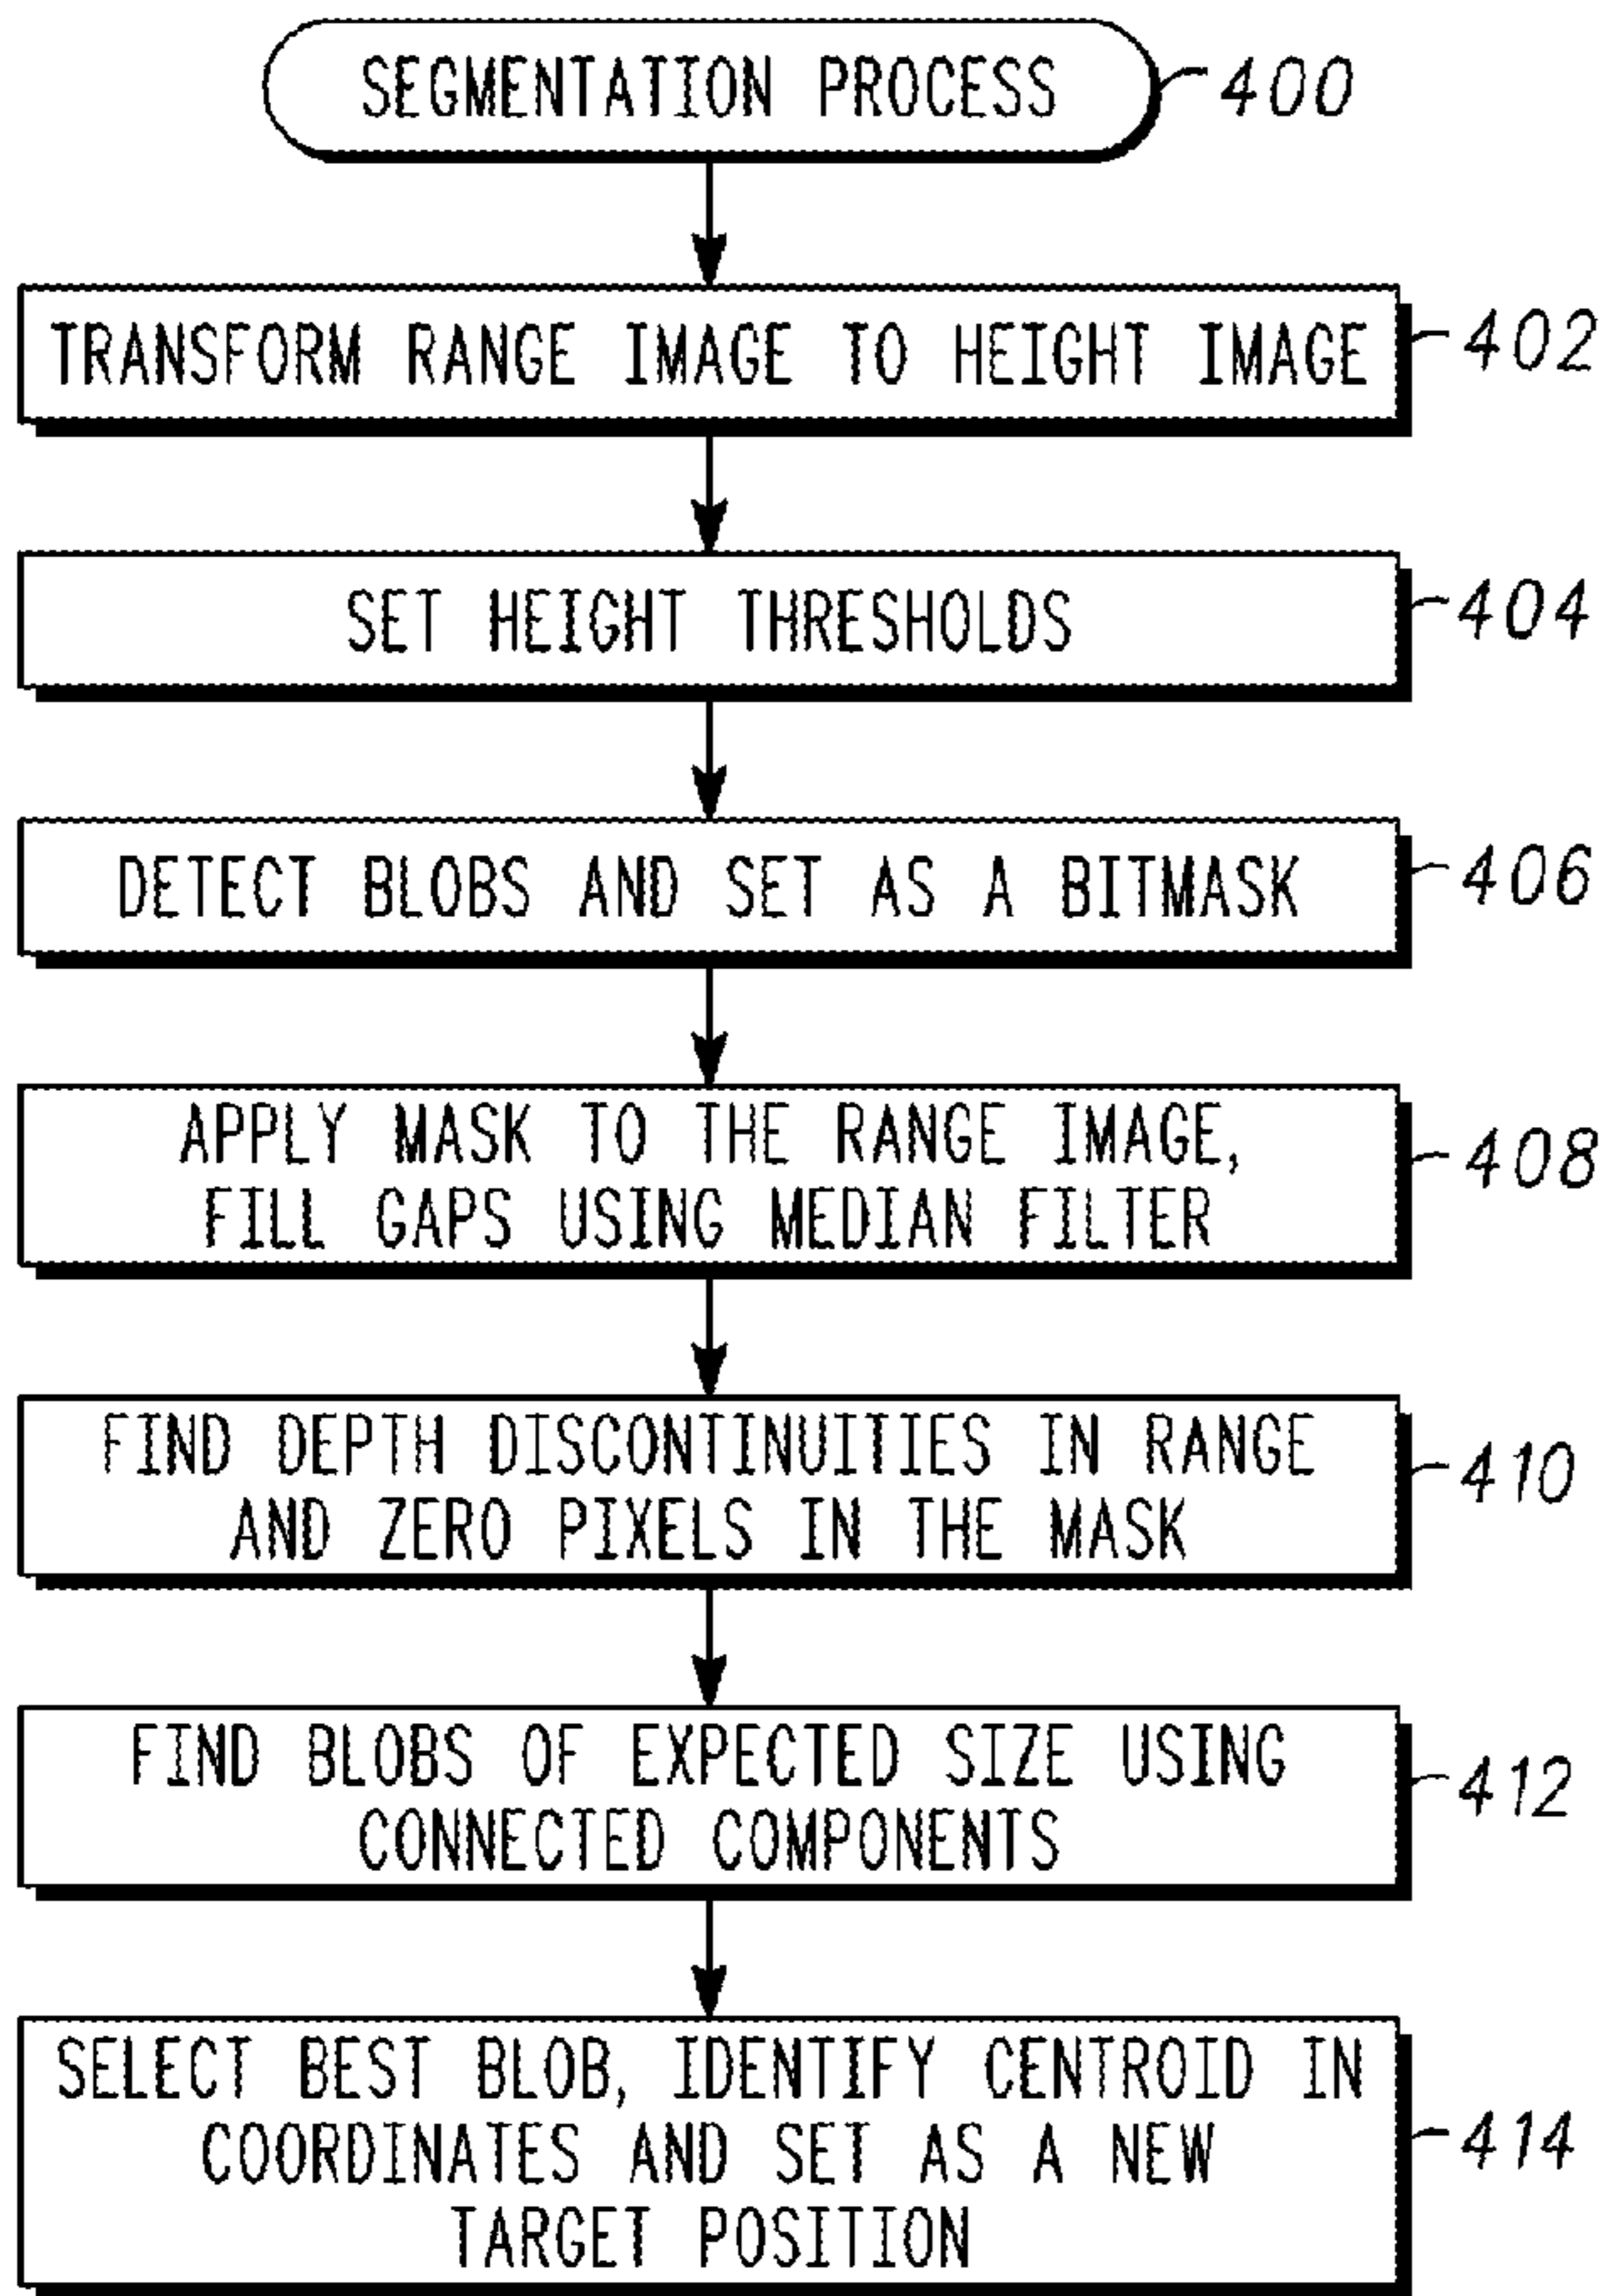 SEGMENTATION PROCESS 400
TRANSFORM RANGE IMAGE TO HEIGHT IMAGE 402
SET HEIGHT THRESHOLDS 404
DETECT BLOBS AND SET AS A BITMASK 406
APPLY MASK TO THE RANGE IMAGE,
FILL GAPS USING MEDIAN FILTER
408
FIND DEPTH DISCONTINUITIES IN RANGE
AND ZERO PIXELS IN THE MASK
410
FIND BLOBS OF EXPECTED SIZE USING
CONNECTED COMPONENTS
412
SELECT BEST BLOB, IDENTIFY CENTROID IN
COORDINATES AND SET AS A NEW
TARGET POSITION
414